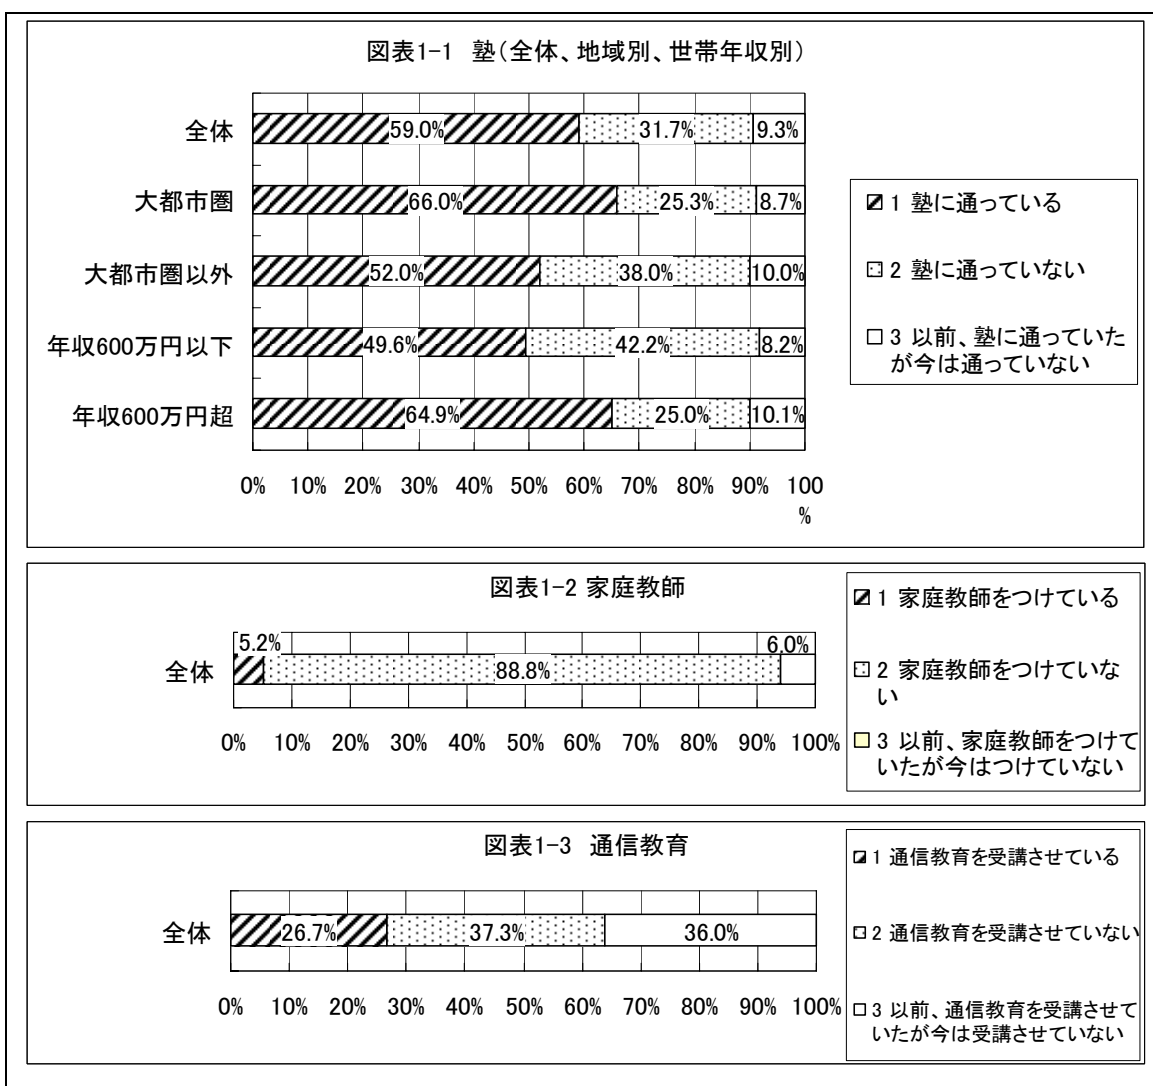 図表1-1 塾(全体、地域別、世帯年収別)
全体
59.0%
31.7%
9.3%
大都市圏
66.0%
25.3%
8.7%
大都市圏以外
52.0%
38.0%
10.0%
年収600万円以下
49.6%
42.2%
8.2%
年収600万円超
64.9%
25.0%
10.1%
0% 10% 20% 30% 40% 50% 60% 70% 80% 90% 100
%
1 塾に通っている
2 塾に通っていない
3 以前、塾に通っていた
が今は通っていない
図表1-2 家庭教師
全体
5.2%
88.8%
6.0%
0% 10% 20% 30% 40% 50% 60% 70% 80% 90% 100%
1 家庭教師をつけている
2 家庭教師をつけていな
い
3 以前、家庭教師をつけて
いたが今はつけていない
図表1-3 通信教育
全体
26.7%
37.3%
36.0%
0% 10% 20% 30% 40% 50% 60% 70% 80% 90% 100%
1 通信教育を受講させている
2 通信教育を受講させていない
3 以前、通信教育を受講させて
いたが今は受講させていない